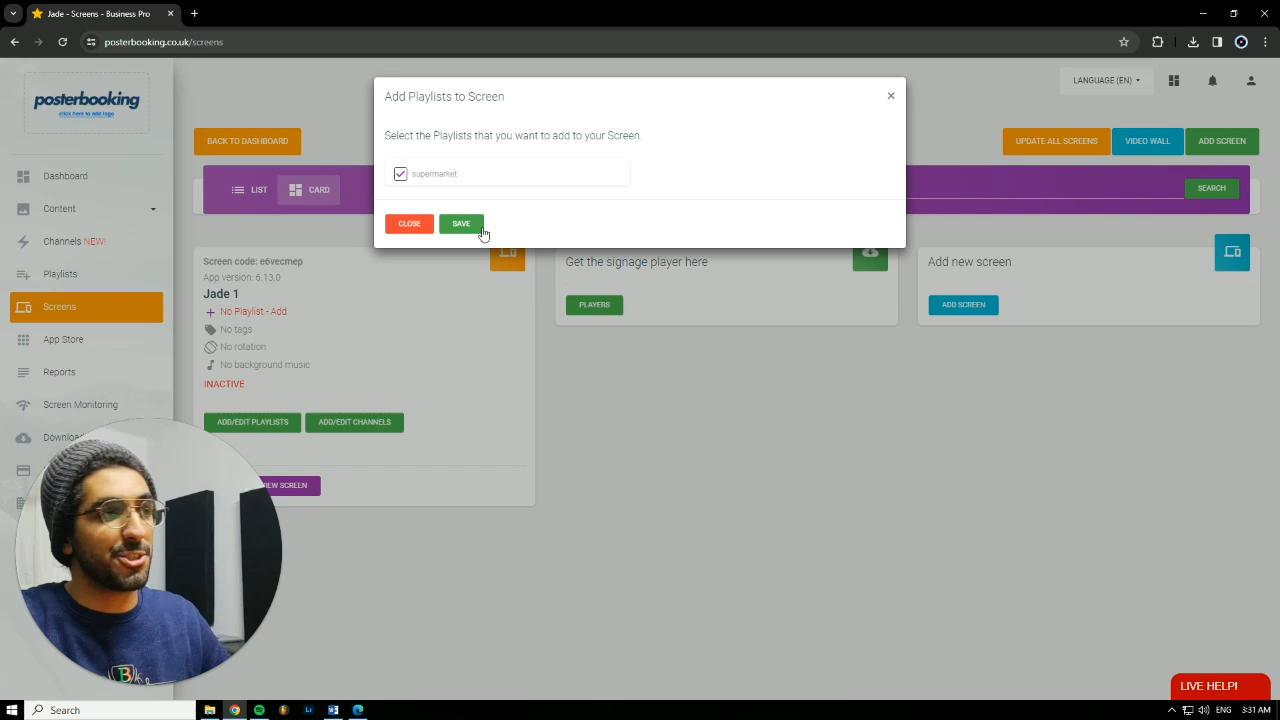 Jade - Screens - Business Pro
posterbooking.co.uk/screens
posterbooking
click here to add logo
Dashboard
Content
Channels NEW!
Playlists
Screens
App Store
Reports
Screen Monitoring
LANGUAGE (EN)
BACK TO DASHBOARD
UPDATE ALL SCREENS
VIDEO WALL
ADD SCREEN
LIST
CARD
SEARCH
Add Playlists to Screen
×
Select the Playlists that you want to add to your Screen.
supermarket
CLOSE
SAVE
Screen code: e6vecmep
App version: 6.13.0
Jade 1
No Playlist - Add
No tags
No rotation
No background music
INACTIVE
ADD/EDIT PLAYLISTS
ADD/EDIT CHANNELS
SCREEN
Get the signage player here
PLAYERS
Add new screen
ADD SCREEN
LIVE HELP!
Search
ENG
3:31 AM